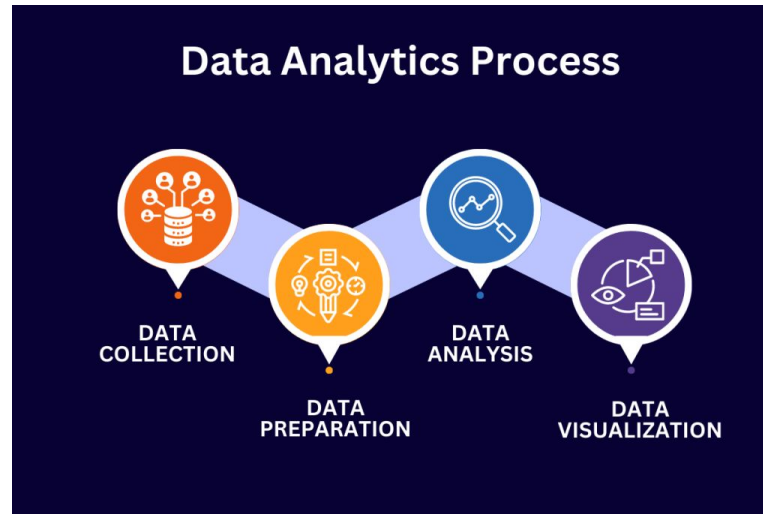 Data Analytics Process
DATA
COLLECTION
DATA
PREPARATION
DATA
ANALYSIS
DATA
VISUALIZATION